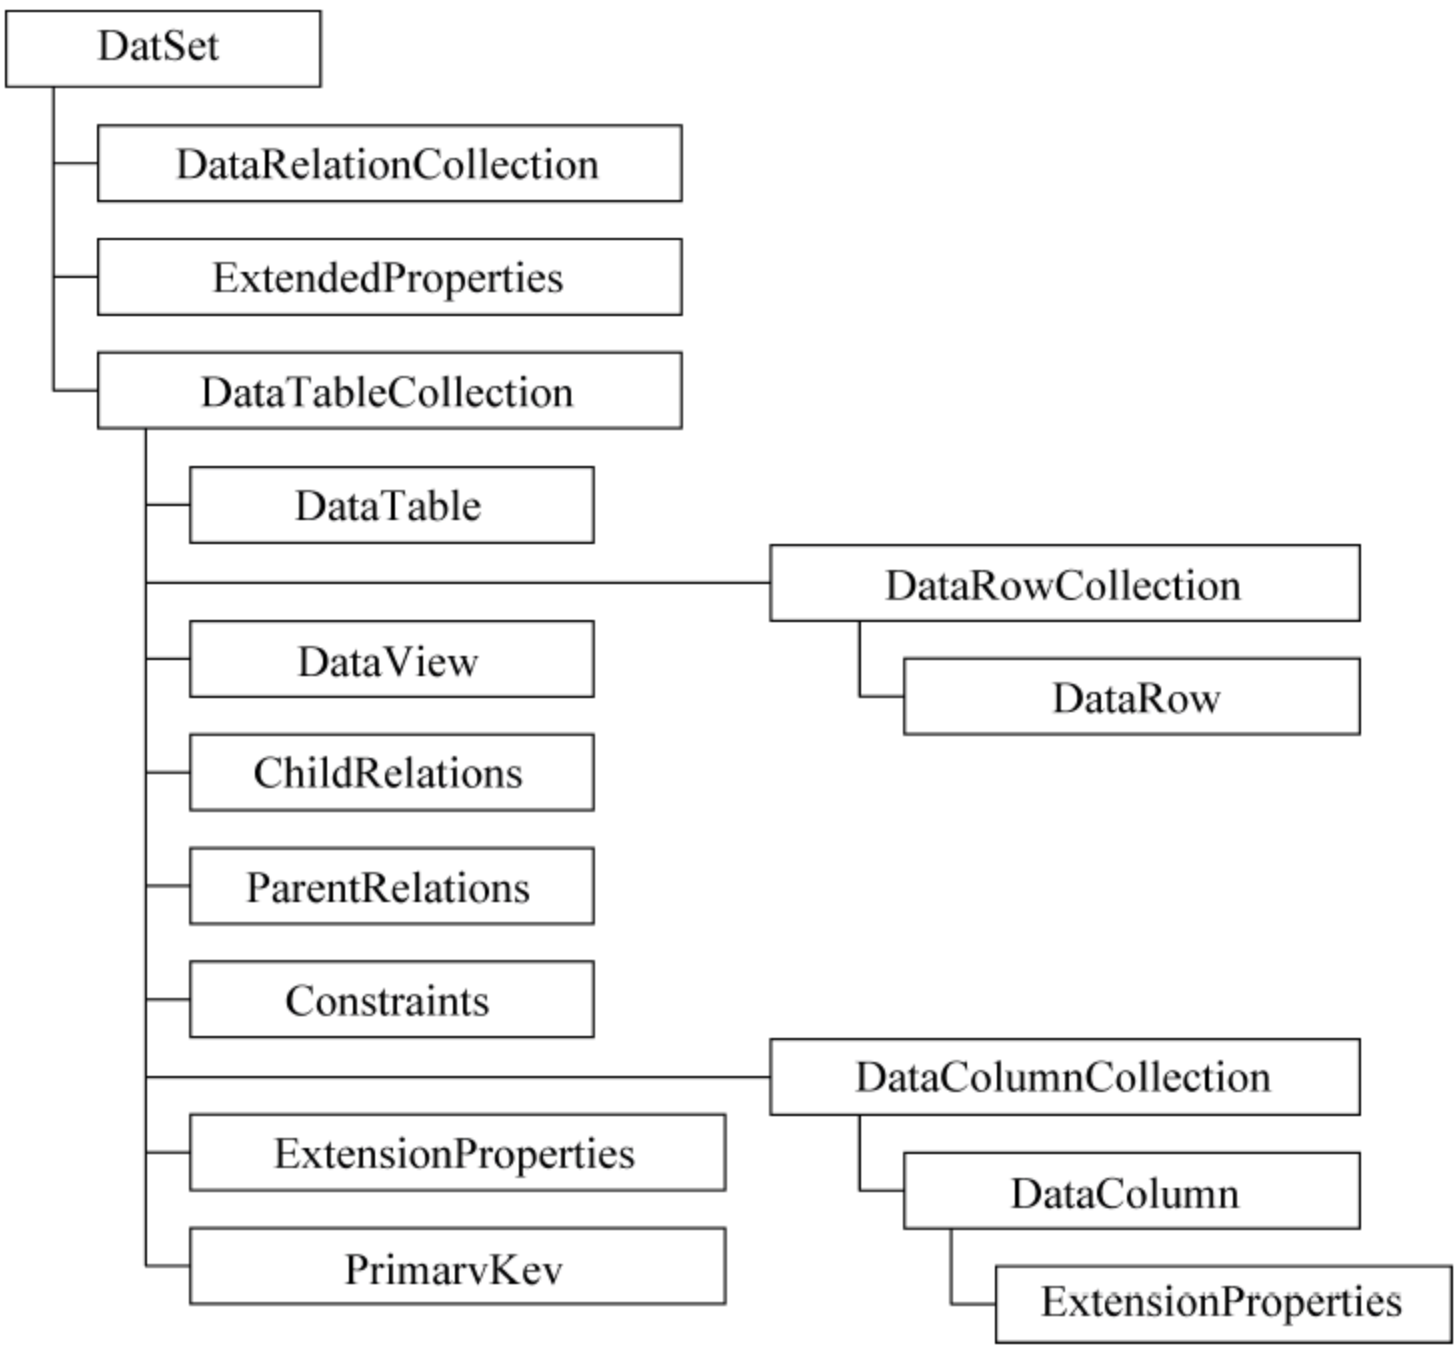 DatSet
DataRelationCollection
ExtendedProperties
DataTableCollection
DataTable
DataRowCollection
DataView
DataRow
ChildRelations
ParentRelations
Constraints
DataColumnCollection
ExtensionProperties
DataColumn
PrimarvKev
ExtensionProperties